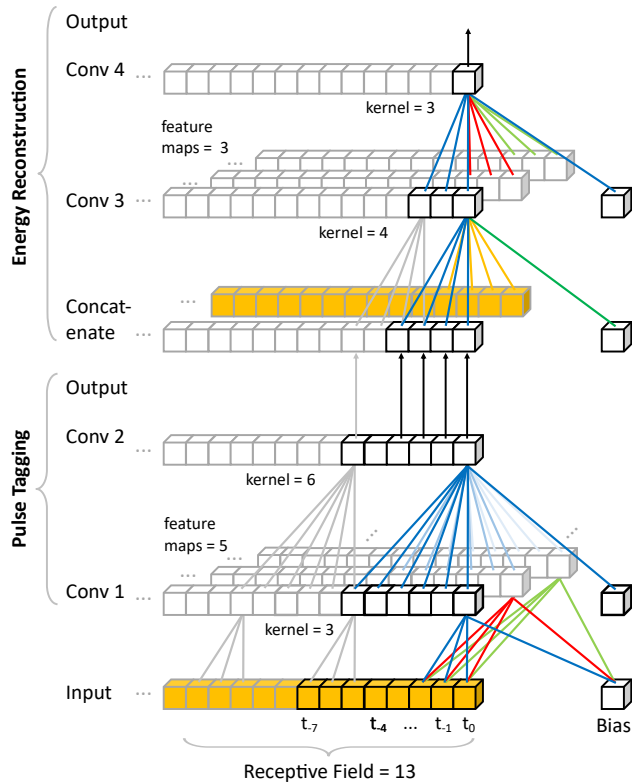 Output
Conv 4 ...
kernel = 3
feature
maps = 3
...
...
Conv 3 ...
kernel = 4
Energy Reconstruction
...
Concat-
enate ...
Output
Conv 2 ...
kernel = 6
Pulse Tagging
feature
maps = 5
...
...
...
...
Conv 1 ...
kernel = 3
Input ...
t-7 t-4 ... t-1 t0 Bias
Receptive Field = 13